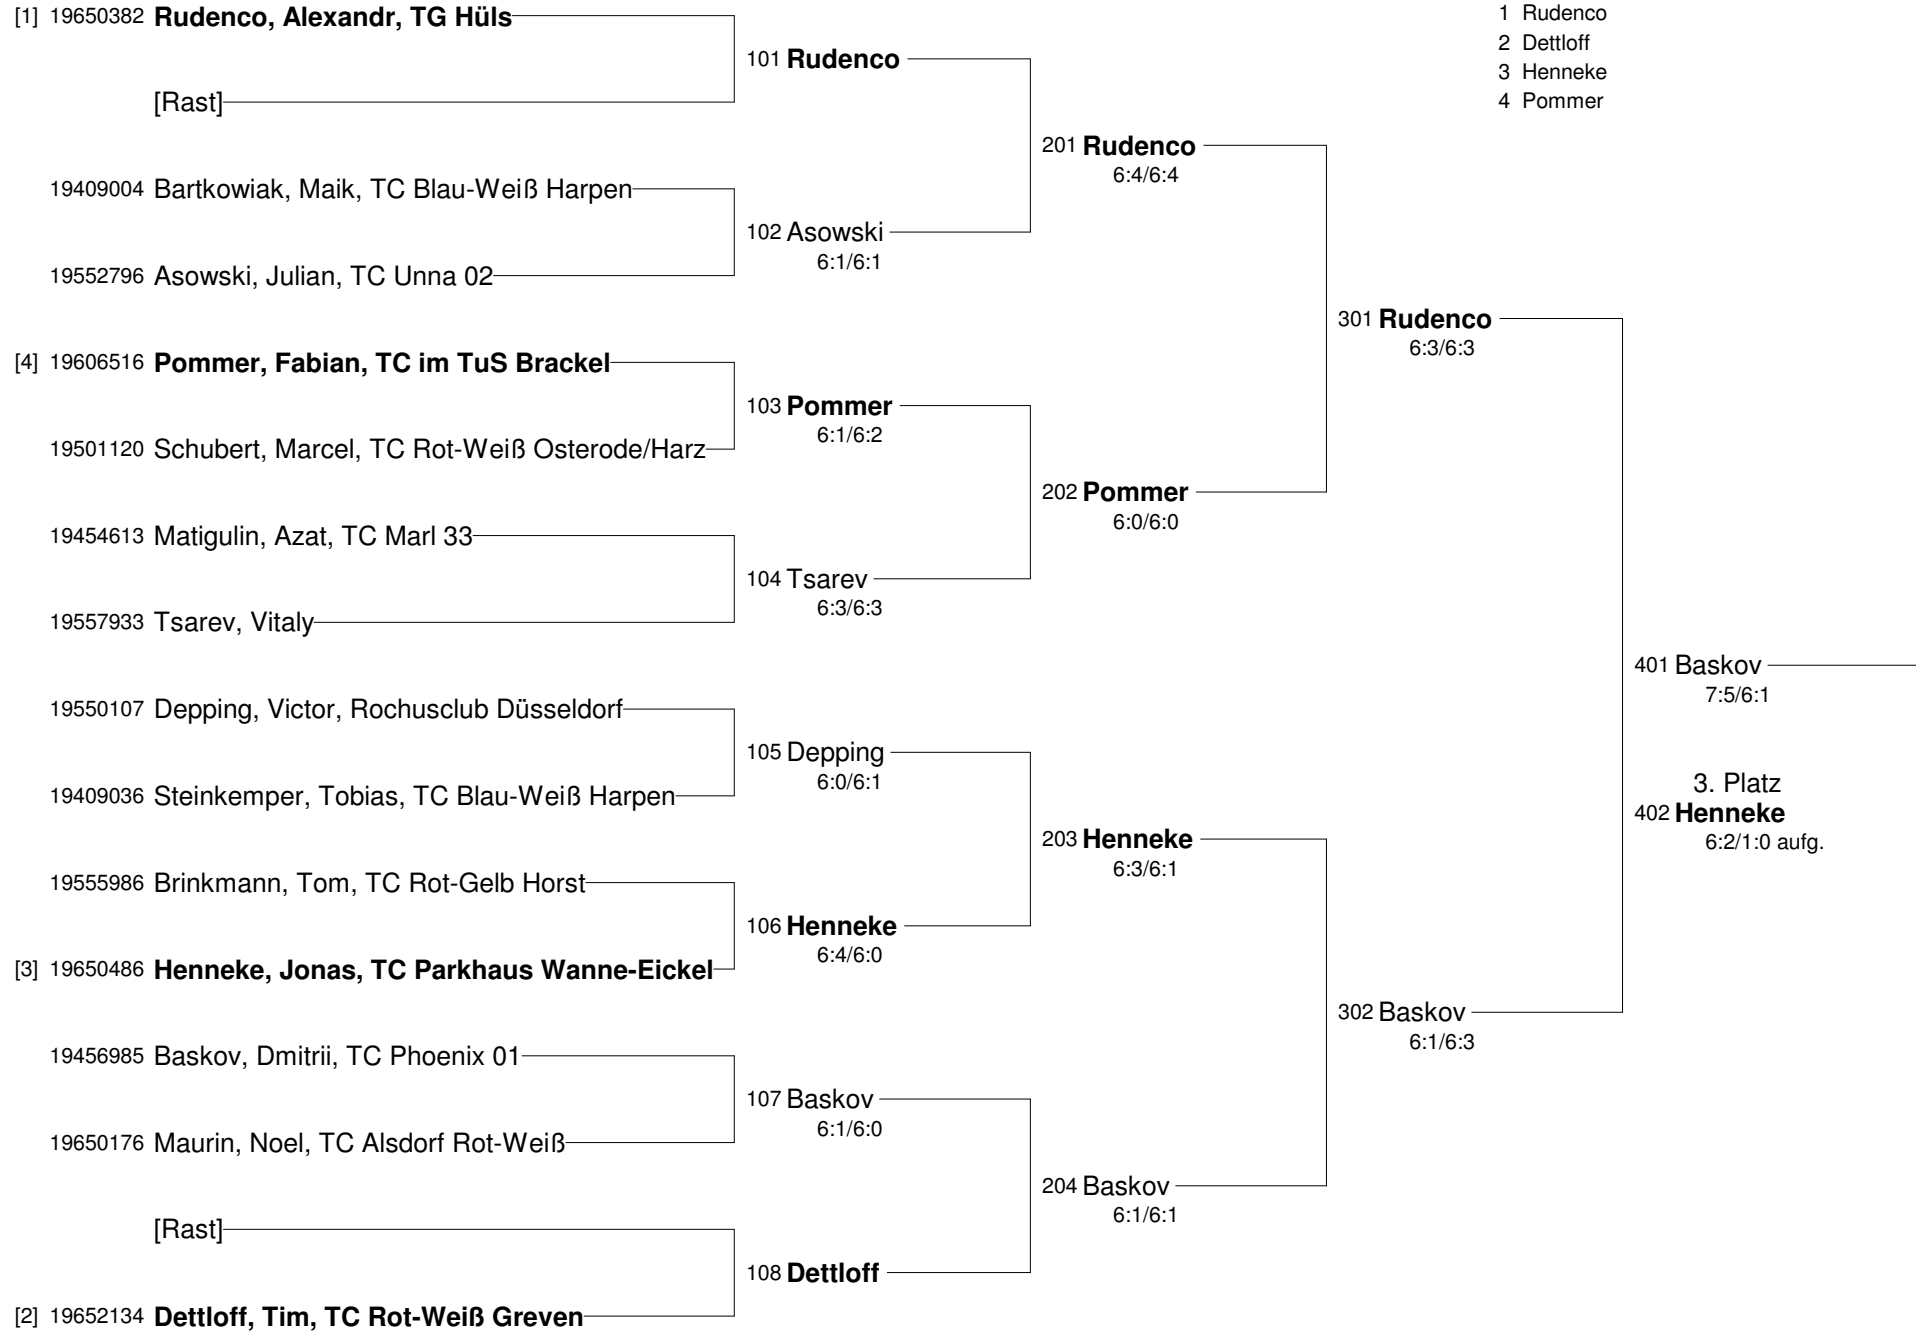 [1] 19650382 Rudenco, Alexandr, TG Hüls
[Rast]
19409004 Bartkowiak, Maik, TC Blau-Weiß Harpen
19552796 Asowski, Julian, TC Unna 02
[4] 19606516 Pommer, Fabian, TC im TuS Brackel
19501120 Schubert, Marcel, TC Rot-Weiß Osterode/Harz
19454613 Matigulin, Azat, TC Marl 33
19557933 Tsarev, Vitaly
19550107 Depping, Victor, Rochusclub Düsseldorf
19409036 Steinkemper, Tobias, TC Blau-Weiß Harpen
19555986 Brinkmann, Tom, TC Rot-Gelb Horst
[3] 19650486 Henneke, Jonas, TC Parkhaus Wanne-Eickel
19456985 Baskov, Dmitrii, TC Phoenix 01
19650176 Maurin, Noel, TC Alsdorf Rot-Weiß
[Rast]
[2] 19652134 Dettloff, Tim, TC Rot-Weiß Greven
101 Rudenco
102 Asowski
6:1/6:1
103 Pommer
6:1/6:2
104 Tsarev
6:3/6:3
105 Depping
6:0/6:1
106 Henneke
6:4/6:0
107 Baskov
6:1/6:0
108 Dettloff
201 Rudenco
6:4/6:4
202 Pommer
6:0/6:0
203 Henneke
6:3/6:1
204 Baskov
6:1/6:1
301 Rudenco
6:3/6:3
302 Baskov
6:1/6:3
401 Baskov
7:5/6:1
3. Platz
402 Henneke
6:2/1:0 aufg.
1 Rudenco
2 Dettloff
3 Henneke
4 Pommer